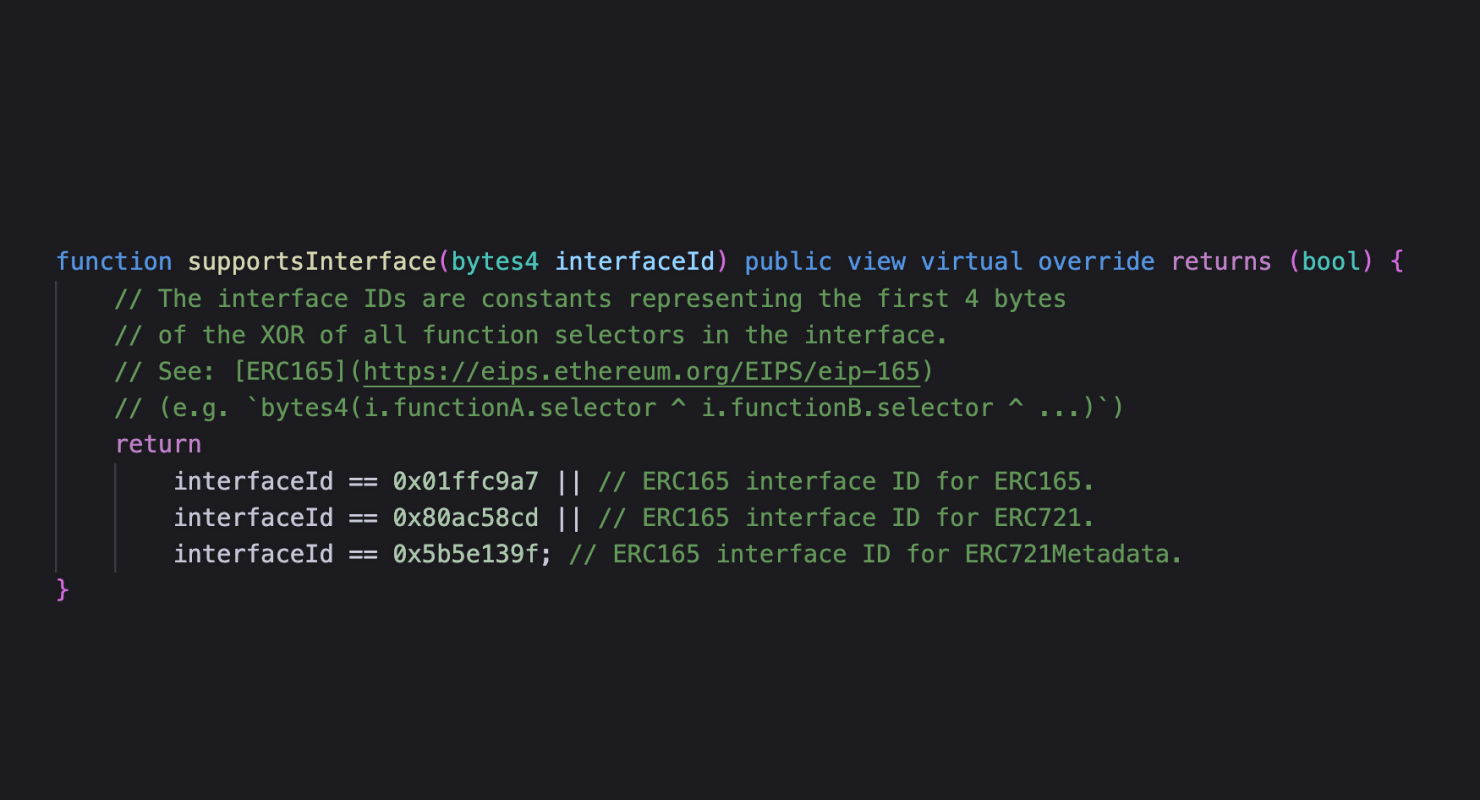 function supportsInterface(bytes4 interfaceId) public view virtual override returns (bool) {
    // The interface IDs are constants representing the first 4 bytes
    // of the XOR of all function selectors in the interface.
    // See: [ERC165](https://eips.ethereum.org/EIPS/eip-165)
    // (e.g. `bytes4(i.functionA.selector ^ i.functionB.selector ^ ...)`)
    return
        interfaceId == 0x01ffc9a7 || // ERC165 interface ID for ERC165.
        interfaceId == 0x80ac58cd || // ERC165 interface ID for ERC721.
        interfaceId == 0x5b5e139f; // ERC165 interface ID for ERC721Metadata.
}